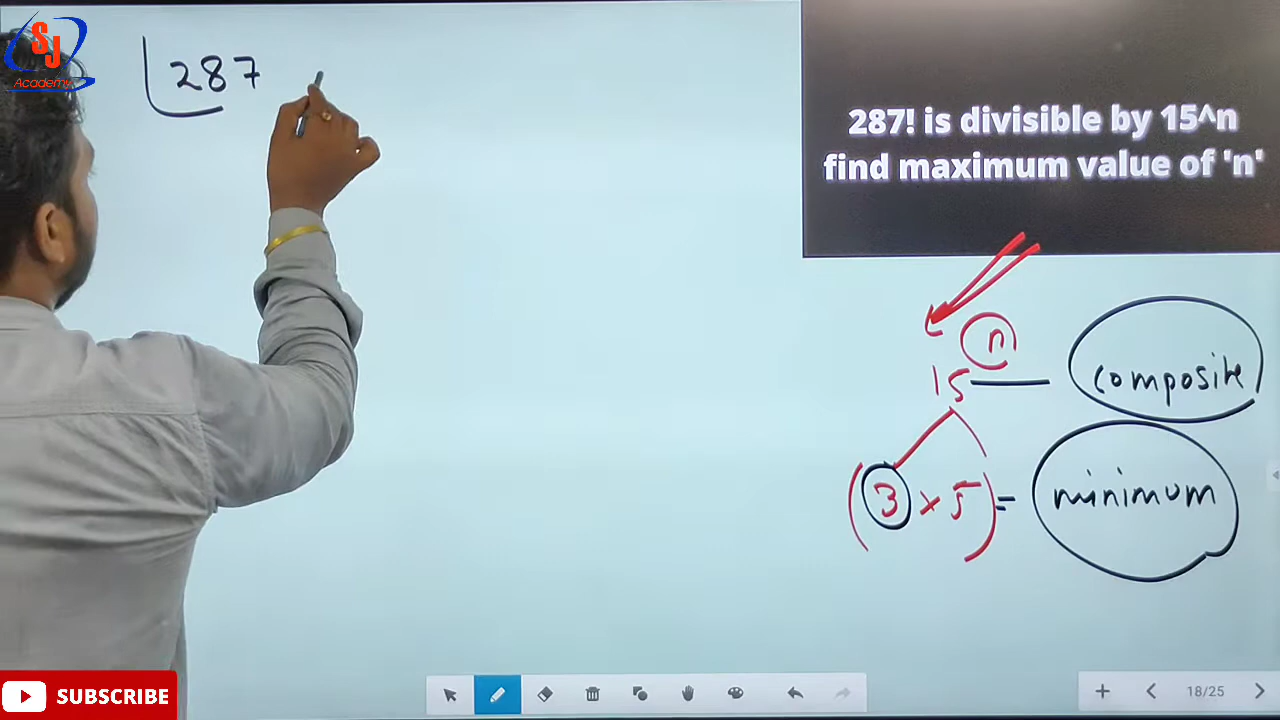 SJ
Academy
287
287! is divisible by 15^n
find maximum value of 'n'
n
15
composite
(3 × 5) =
minimum
SUBSCRIBE
18/25